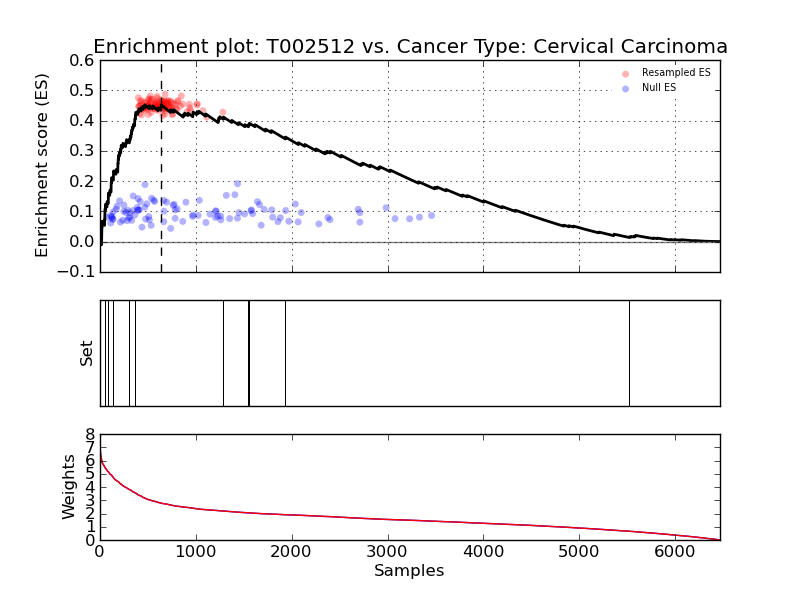 Enrichment plot: T002512 vs. Cancer Type: Cervical Carcinoma
Enrichment score (ES)
0.6
0.5
0.4
0.3
0.2
0.1
0.0
−0.1
Resampled ES
Null ES
Set
Weights
8
7
6
5
4
3
2
1
0
0 1000 2000 3000 4000 5000 6000
Samples